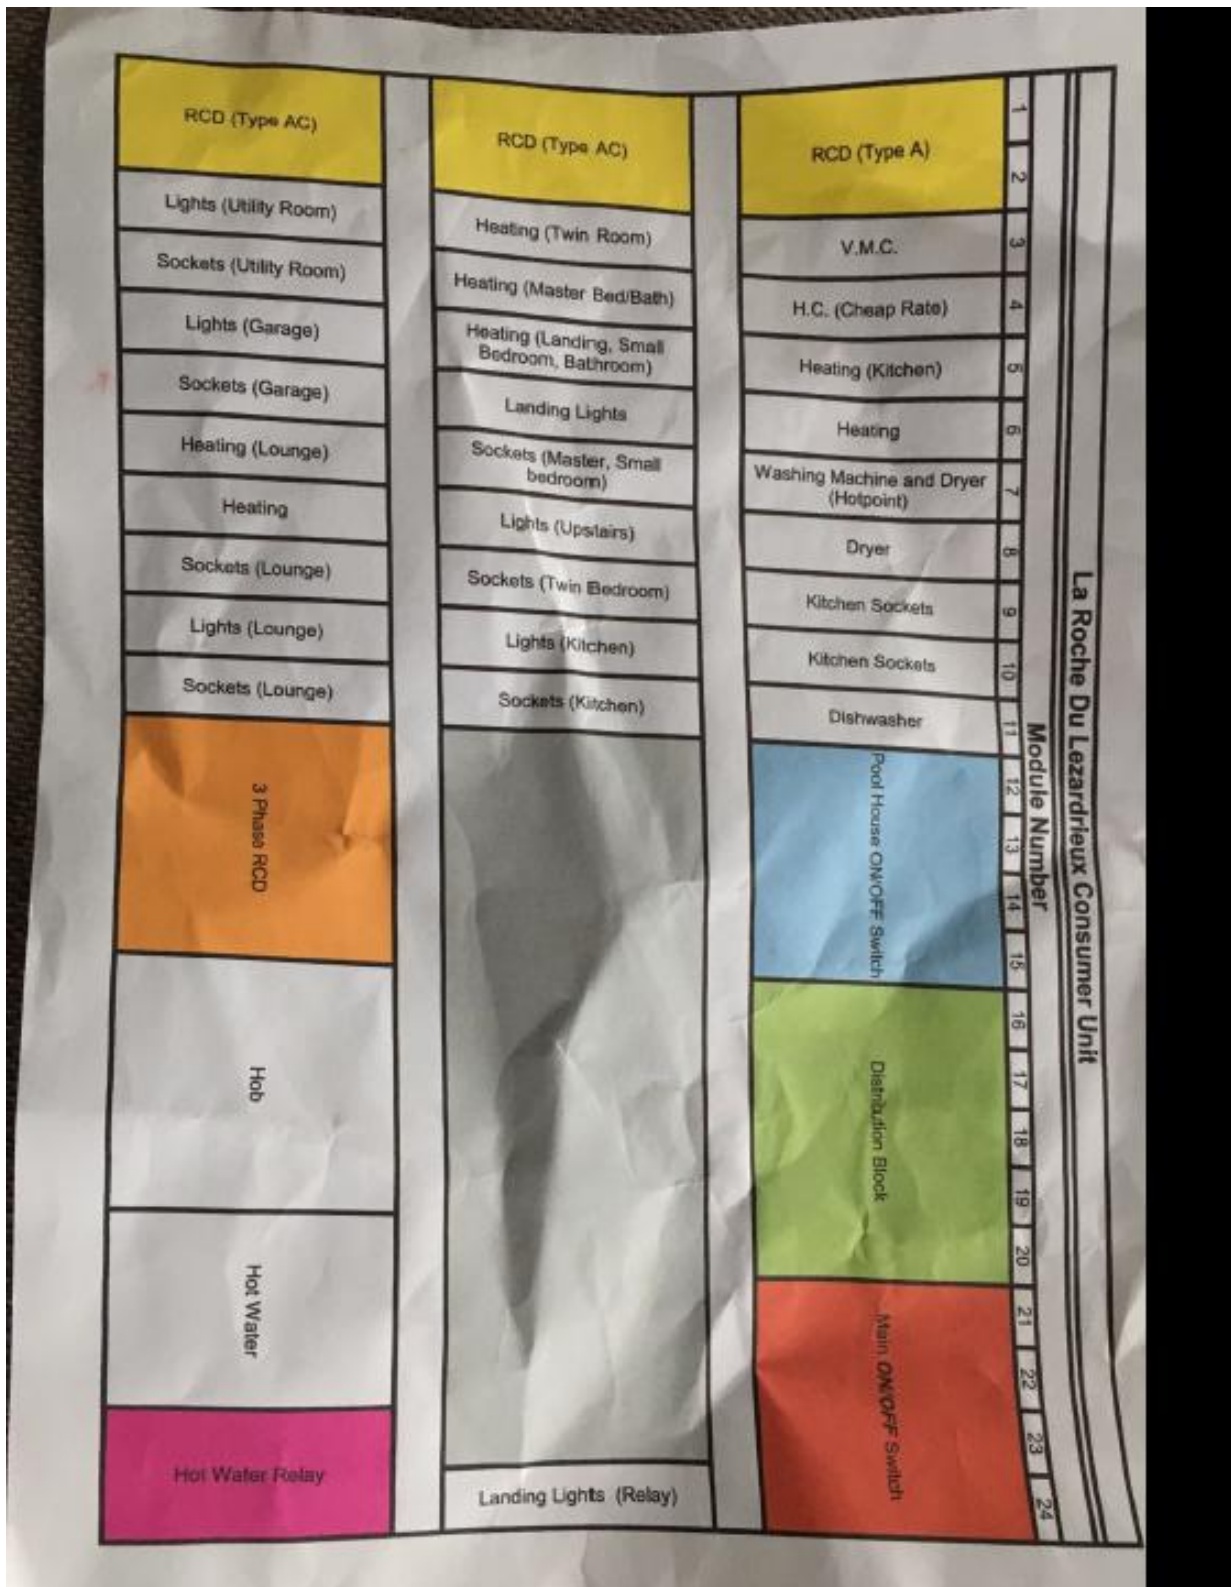 La Roche Du Lezardrieux Consumer Unit
Module Number
1 2 3 4 5 6 7 8 9 10 11 12 13 14 15 16 17 18 19 20 21 22 23 24
RCD (Type A)
V.M.C.
H.C. (Cheap Rate)
Heating (Kitchen)
Heating
Washing Machine and Dryer
(Hotpoint)
Dryer
Kitchen Sockets
Kitchen Sockets
Dishwasher
Pool House ON/OFF Switch
Distribution Block
Main ON/OFF Switch
RCD (Type AC)
Heating (Twin Room)
Heating (Master Bed/Bath)
Heating (Landing, Small
Bedroom, Bathroom)
Landing Lights
Sockets (Master, Small
bedroom)
Lights (Upstairs)
Sockets (Twin Bedroom)
Lights (Kitchen)
Sockets (Kitchen)
Landing Lights (Relay)
RCD (Type AC)
Lights (Utility Room)
Sockets (Utility Room)
Lights (Garage)
Sockets (Garage)
Heating (Lounge)
Heating
Sockets (Lounge)
Lights (Lounge)
Sockets (Lounge)
3 Phase RCD
Hob
Hot Water
Hot Water Relay